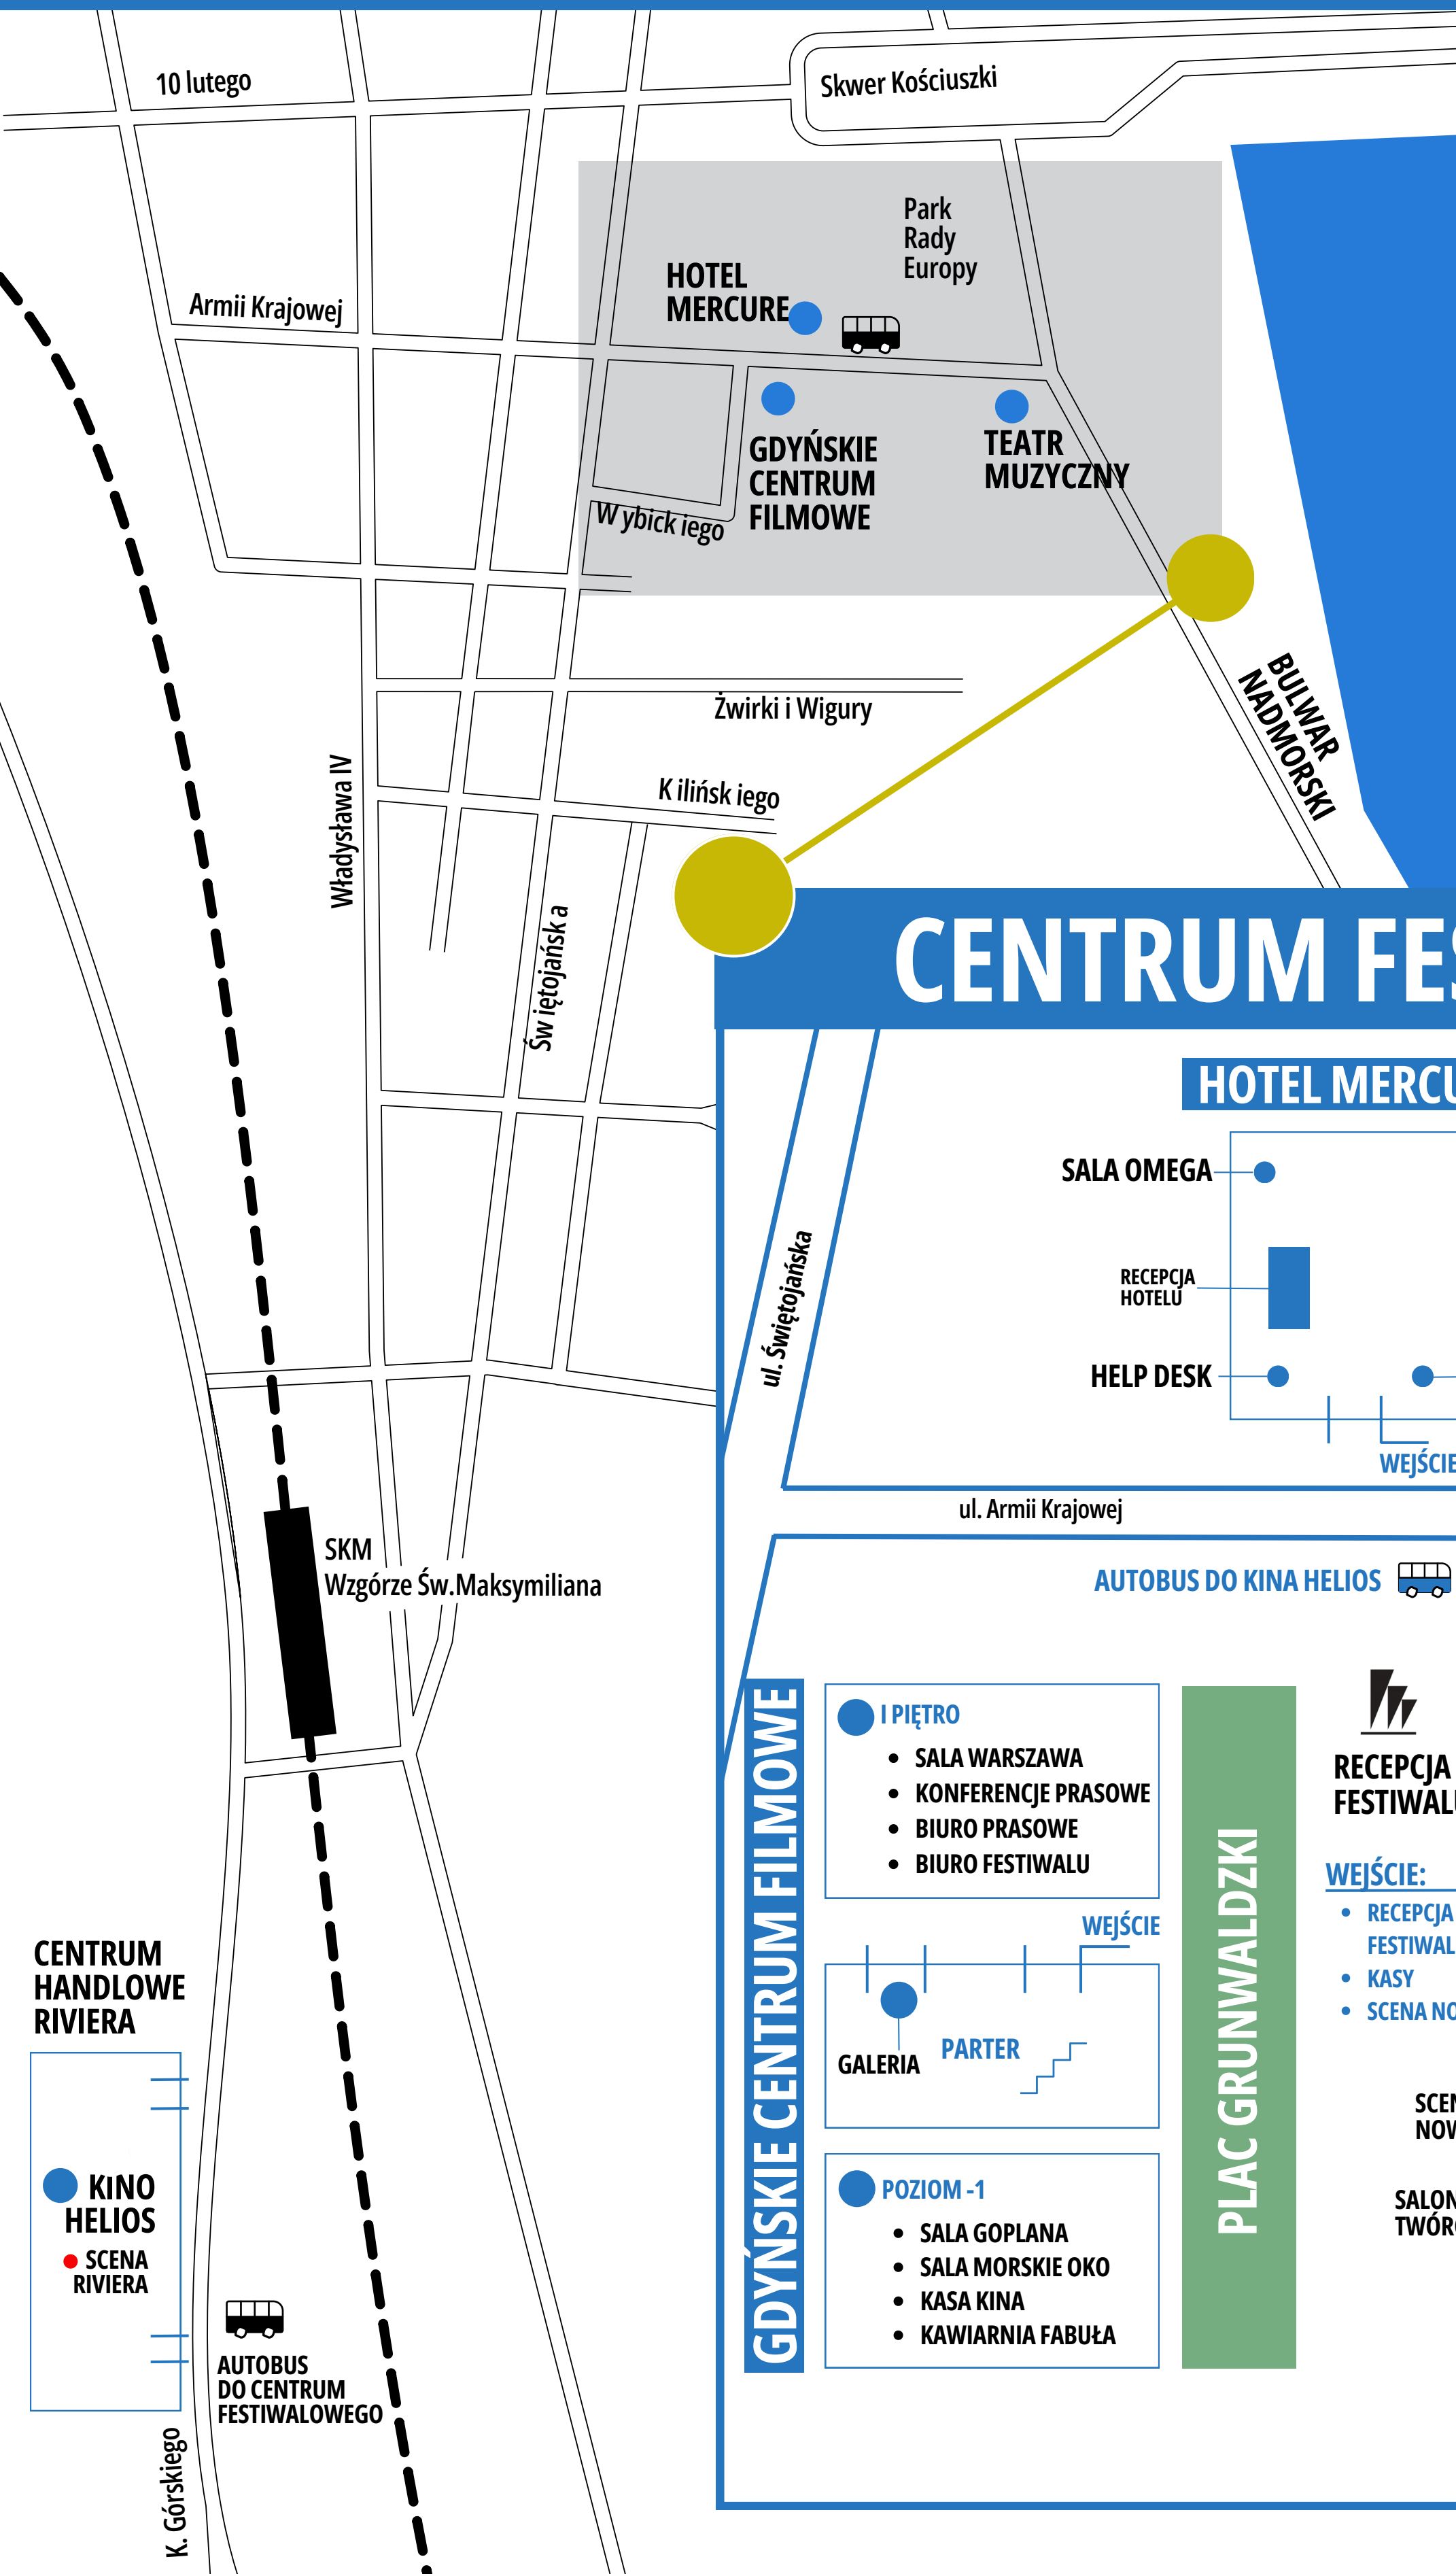 10 lutego
Skwer Kościuszki
Park
Rady
Europy
HOTEL
MERCURE
Armii Krajowej
GDYŃSKIE
CENTRUM
FILMOWE
TEATR
MUZYCZNY
W ybick iego
BULWAR
NADMORSKI
Żwirki i Wigury
K ilińsk iego
Władysława IV
Św iętojańsk a
CENTRUM FES
HOTEL MERCU
SALA OMEGA
RECEPCJA
HOTELU
HELP DESK
WEJŚCIE
ul. Świętojańska
ul. Armii Krajowej
SKM
Wzgórze Św.Maksymiliana
AUTOBUS DO KINA HELIOS
GDYŃSKIE CENTRUM FILMOWE
I PIĘTRO
• SALA WARSZAWA
• KONFERENCJE PRASOWE
• BIURO PRASOWE
• BIURO FESTIWALU
WEJŚCIE
GALERIA
PARTER
POZIOM -1
• SALA GOPLANA
• SALA MORSKIE OKO
• KASA KINA
• KAWIARNIA FABUŁA
PLAC GRUNWALDZKI
RECEPCJA
FESTIWALU
WEJŚCIE:
• RECEPCJA
FESTIWAL
• KASY
• SCENA NO
SCEN
NOW
SALON
TWÓRC
CENTRUM
HANDLOWE
RIVIERA
KINO
HELIOS
SCENA
RIVIERA
AUTOBUS
DO CENTRUM
FESTIWALOWEGO
K. Górskiego